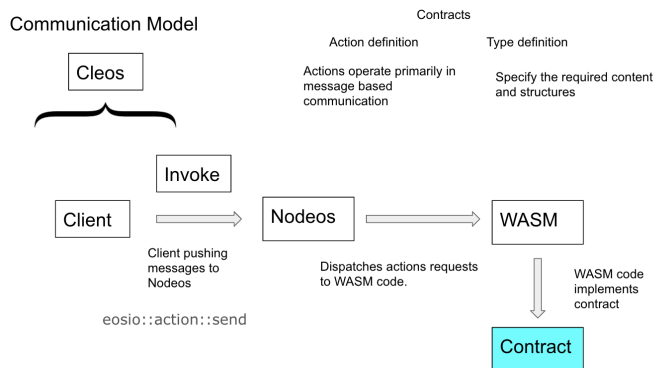 Communication Model
Contracts
Action definition
Type definition
Cleos
Actions operate primarily in
message based
communication
Specify the required content
and structures
Invoke
Client
Nodeos
WASM
Client pushing
messages to
Nodeos
Dispatches actions requests
to WASM code.
WASM code
implements
contract
eosio::action::send
Contract